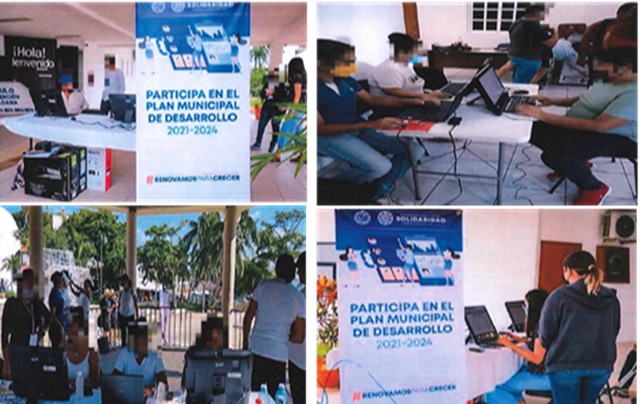 SOLIDARIDAD
¡Hola!
Bienvenido
PARTICIPA EN EL
PLAN MUNICIPAL
DE DESARROLLO
2021-2024
#RENOVAMOSPARACRECER
SOLIDARIDAD
PARTICIPA EN EL
PLAN MUNICIPAL
DE DESARROLLO
2021-2024
#RENOVAMOSPARACRECER